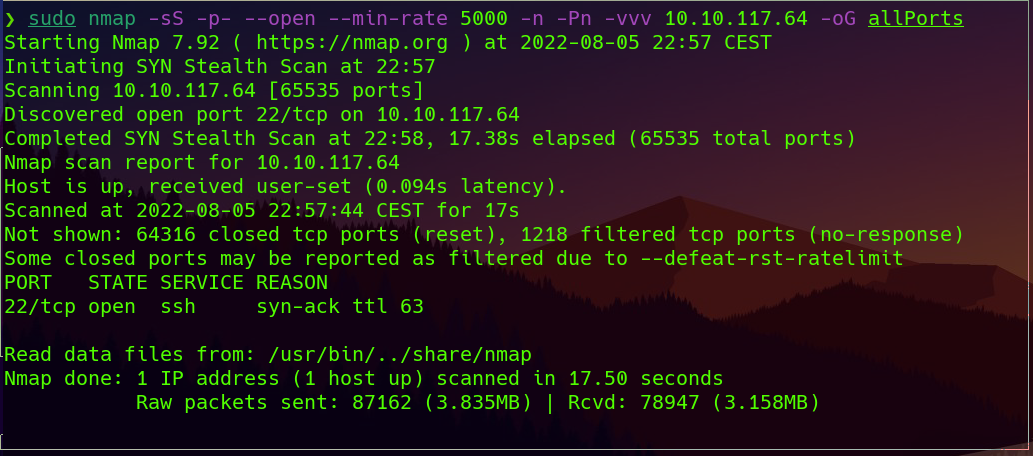 ❯ sudo nmap -sS -p- --open --min-rate 5000 -n -Pn -vvv 10.10.117.64 -oG allPorts
Starting Nmap 7.92 ( https://nmap.org ) at 2022-08-05 22:57 CEST
Initiating SYN Stealth Scan at 22:57
Scanning 10.10.117.64 [65535 ports]
Discovered open port 22/tcp on 10.10.117.64
Completed SYN Stealth Scan at 22:58, 17.38s elapsed (65535 total ports)
Nmap scan report for 10.10.117.64
Host is up, received user-set (0.094s latency).
Scanned at 2022-08-05 22:57:44 CEST for 17s
Not shown: 64316 closed tcp ports (reset), 1218 filtered tcp ports (no-response)
Some closed ports may be reported as filtered due to --defeat-rst-ratelimit
PORT   STATE SERVICE REASON
22/tcp open  ssh     syn-ack ttl 63

Read data files from: /usr/bin/../share/nmap
Nmap done: 1 IP address (1 host up) scanned in 17.50 seconds
           Raw packets sent: 87162 (3.835MB) | Rcvd: 78947 (3.158MB)